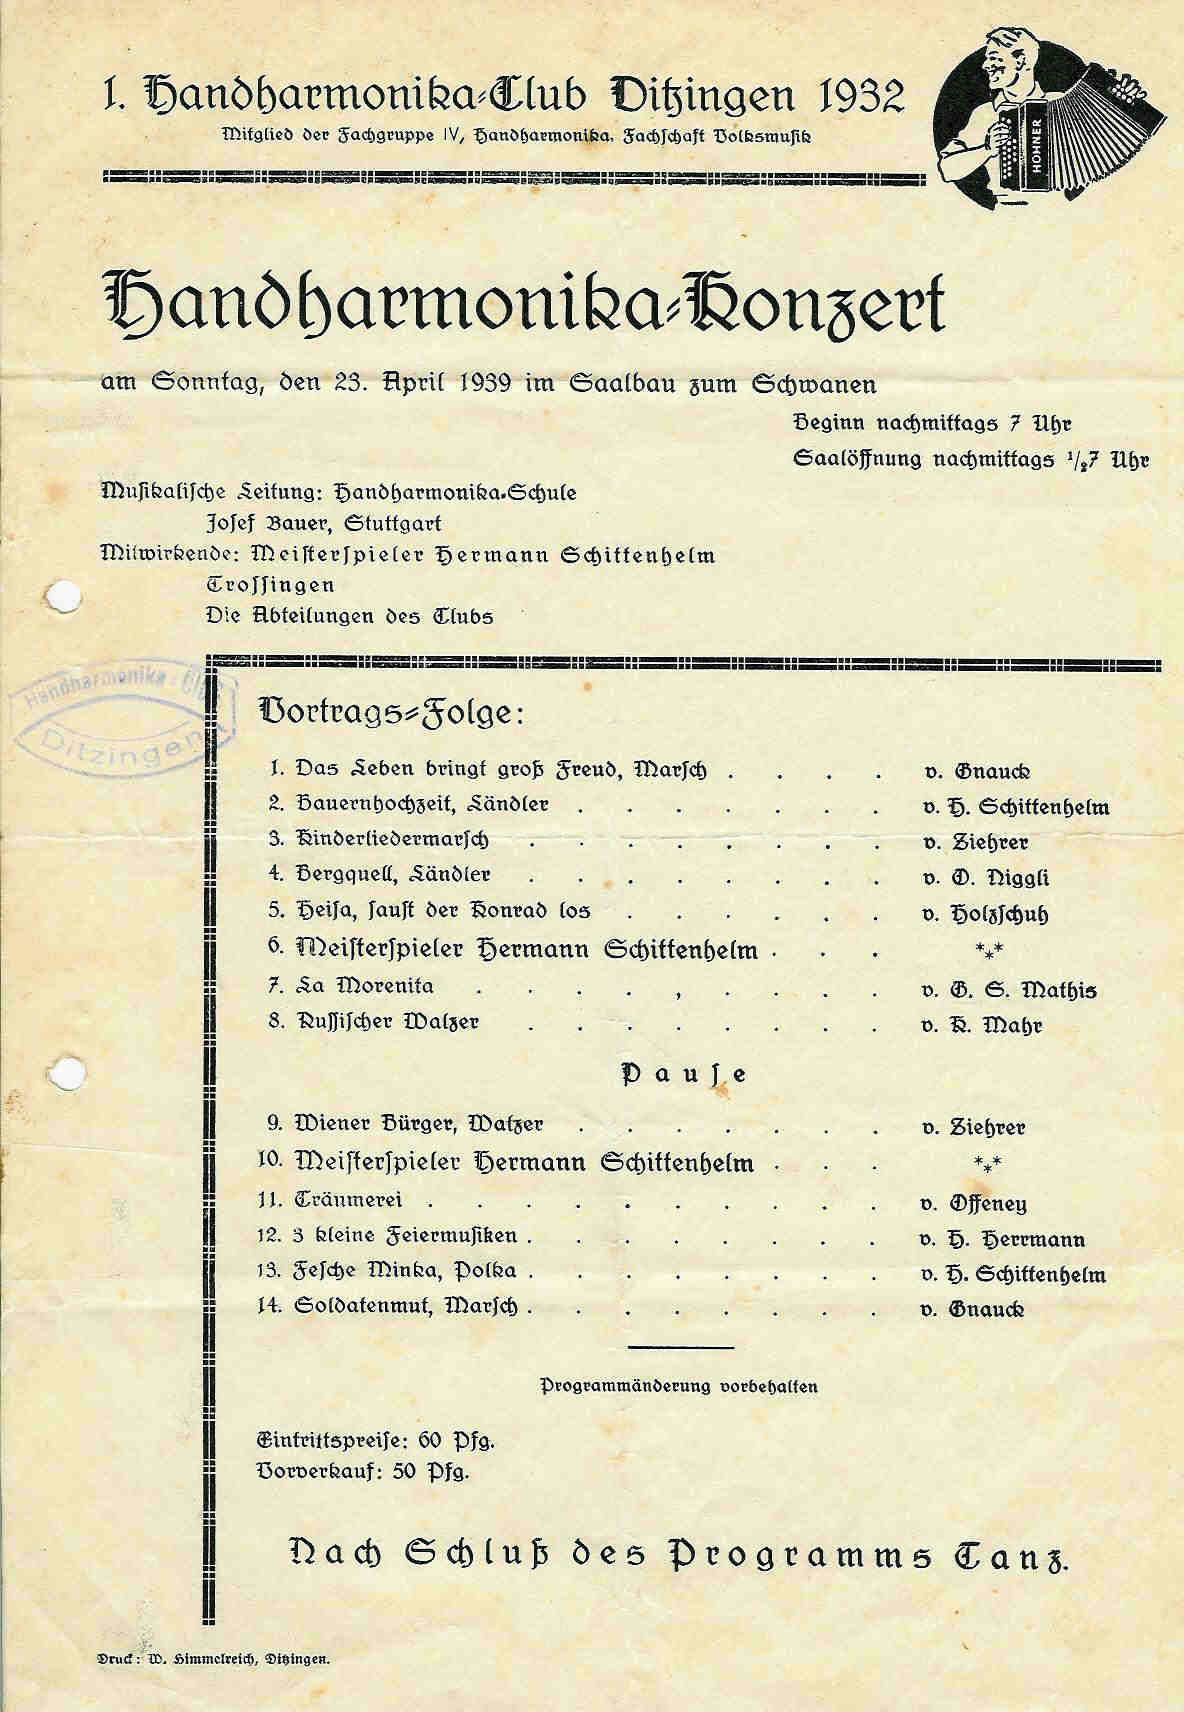 1. Handharmonika-Club Ditzingen 1932
Mitglied der Fachgruppe IV, Handharmonika, Fachschaft Volksmusik
HOHNER
Handharmonika-Konzert
am Sonntag, den 23. April 1939 im Saalbau zum Schwanen
Beginn nachmittags 7 Uhr
Saalöffnung nachmittags 1/2 7 Uhr
Musikalische Leitung: Handharmonika-Schule
Josef Bauer, Stuttgart
Mitwirkende: Meisterspieler Hermann Schittenhelm
Trossingen
Die Abteilungen des Clubs
Handharmonika-Club
Ditzingen
Vortrags-Folge:
1. Das Leben bringt groß Freud, Marsch . . . . v. Gnauck
2. Bauernhochzeit, Ländler . . . . . . . v. H. Schittenhelm
3. Kinderliedermarsch . . . . . . . . v. Ziehrer
4. Bergquell, Ländler . . . . . . . . v. O. Niggli
5. Heisa, saust der Konrad los . . . . . . v. Holzschuh
6. Meisterspieler Hermann Schittenhelm . . . ***
7. La Morenita . . . . , . . . . v. G. S. Mathis
8. Russischer Walzer . . . . . . . . v. K. Mahr
Pause
9. Wiener Bürger, Walzer . . . . . . . v. Ziehrer
10. Meisterspieler Hermann Schittenhelm . . . ***
11. Träumerei . . . . . . . . . . v. Offeney
12. 3 kleine Feiermusiken . . . . . . . . v. H. Herrmann
13. Fesche Minka, Polka . . . . . . . . v. H. Schittenhelm
14. Soldatenmut, Marsch . . . . . . . . v. Gnauck
Programmänderung vorbehalten
Eintrittspreise: 60 Pfg.
Vorverkauf: 50 Pfg.
Nach Schluß des Programms Tanz.
Druck: W. Himmelreich, Ditzingen.